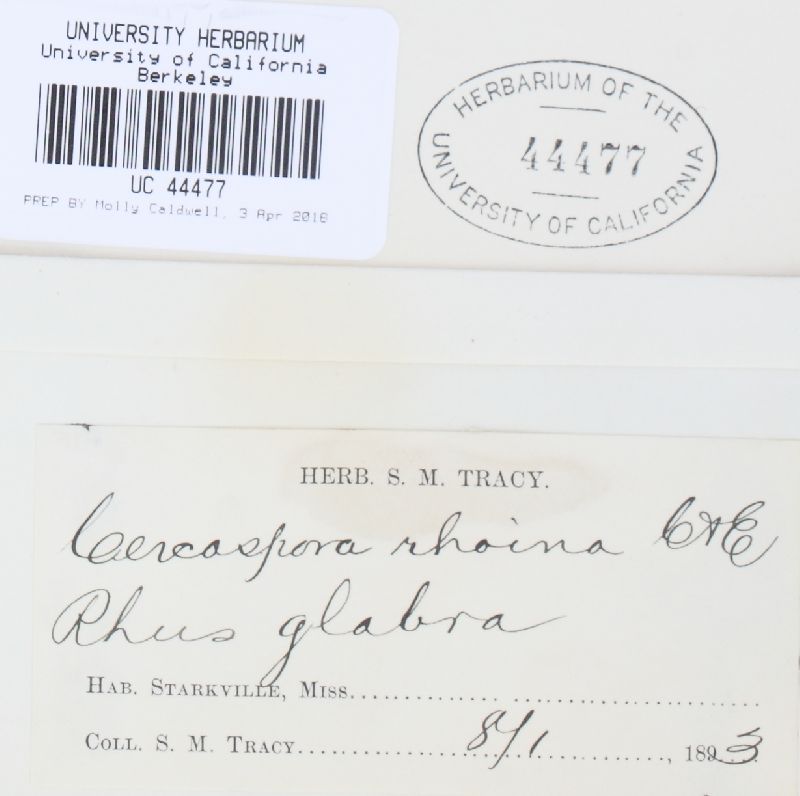 UNIVERSITY HERBARIUM
University of California
Berkeley
UC 44477
PREP BY Molly Caldwell, 3 Apr 2018
HERBARIUM OF THE
44477
UNIVERSITY OF CALIFORNIA
HERB. S. M. TRACY.
Cercospora rhoina C&E
Rhus glabra
HAB. STARKVILLE, MISS.
COLL. S. M. TRACY. 8/1, 1893